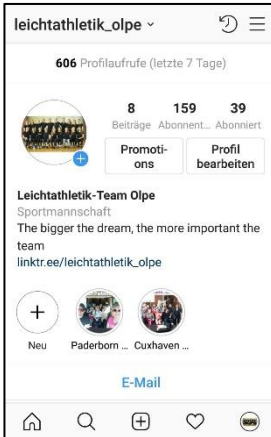 leichtathletik_olpe
606 Profilaufrufe (letzte 7 Tage)
8 159 39
Beiträge Abonnent... Abonniert
Promoti-
ons
Profil
bearbeiten
Leichtathletik-Team Olpe
Sportmannschaft
The bigger the dream, the more important the
team
linktr.ee/leichtathletik_olpe
Neu Paderborn ... Cuxhaven ...
E-Mail